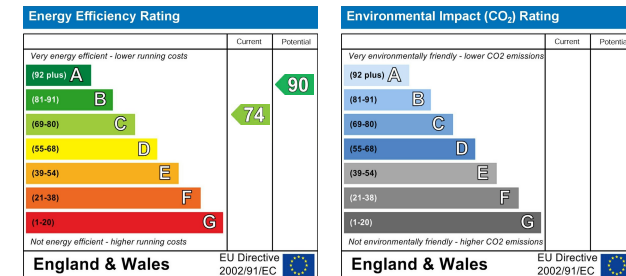 Energy Efficiency Rating
Current Potential
Very energy efficient - lower running costs
(92 plus) A
(81-91) B
(69-80) C
(55-68) D
(39-54) E
(21-38) F
(1-20) G
74
90
Not energy efficient - higher running costs
England & Wales
EU Directive
2002/91/EC
Environmental Impact (CO₂) Rating
Current Potential
Very environmentally friendly - lower CO2 emissions
(92 plus) A
(81-91) B
(69-80) C
(55-68) D
(39-54) E
(21-38) F
(1-20) G
Not environmentally friendly - higher CO2 emissions
England & Wales
EU Directive
2002/91/EC